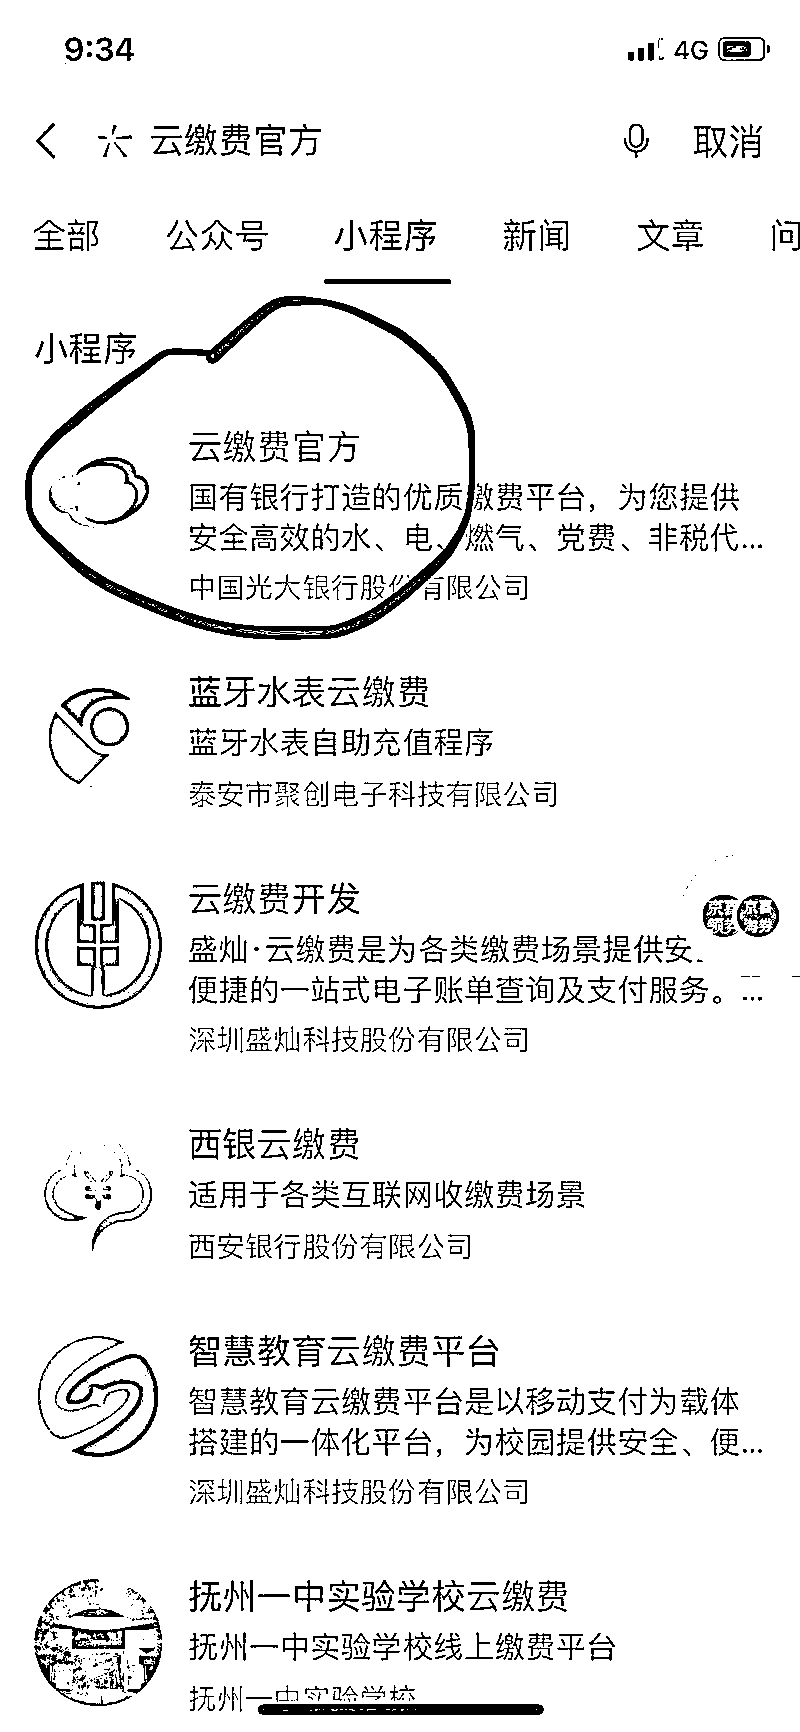 9:34
4G
云缴费官方
取消
全部 公众号 小程序 新闻 文章 问
小程序
云缴费官方
国有银行打造的优质缴费平台，为您提供
安全高效的水、电、燃气、党费、非税代...
中国光大银行股份有限公司
蓝牙水表云缴费
蓝牙水表自助充值程序
泰安市聚创电子科技有限公司
云缴费开发
盛灿·云缴费是为各类缴费场景提供安
便捷的一站式电子账单查询及支付服务。...
深圳盛灿科技股份有限公司
西银云缴费
适用于各类互联网收缴费场景
西安银行股份有限公司
智慧教育云缴费平台
智慧教育云缴费平台是以移动支付为载体
搭建的一体化平台，为校园提供安全、便...
深圳盛灿科技股份有限公司
抚州一中实验学校云缴费
抚州一中实验学校线上缴费平台
抚州一中实验学校